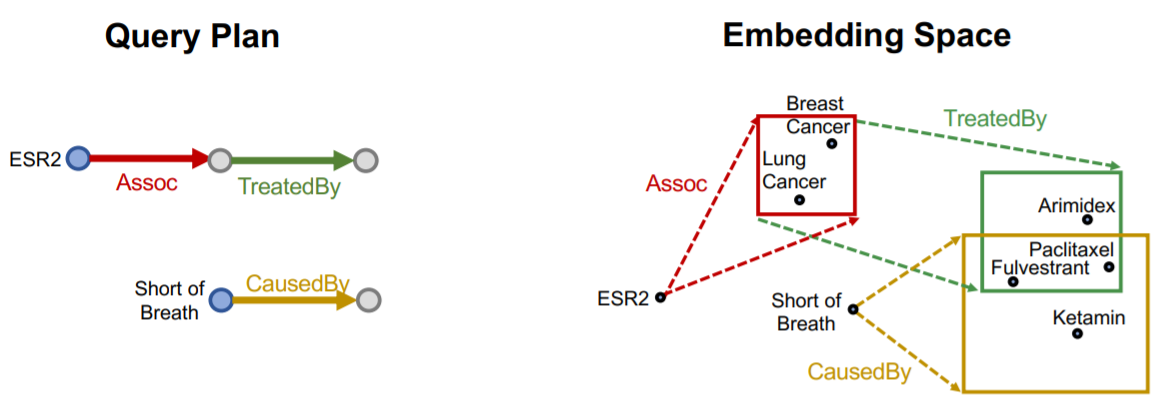 Query Plan
ESR2
Assoc
TreatedBy
Short of
Breath
CausedBy
Embedding Space
Breast
Cancer
Lung
Cancer
TreatedBy
Assoc
ESR2
Arimidex
Paclitaxel
Fulvestrant
Ketamin
Short of
Breath
CausedBy